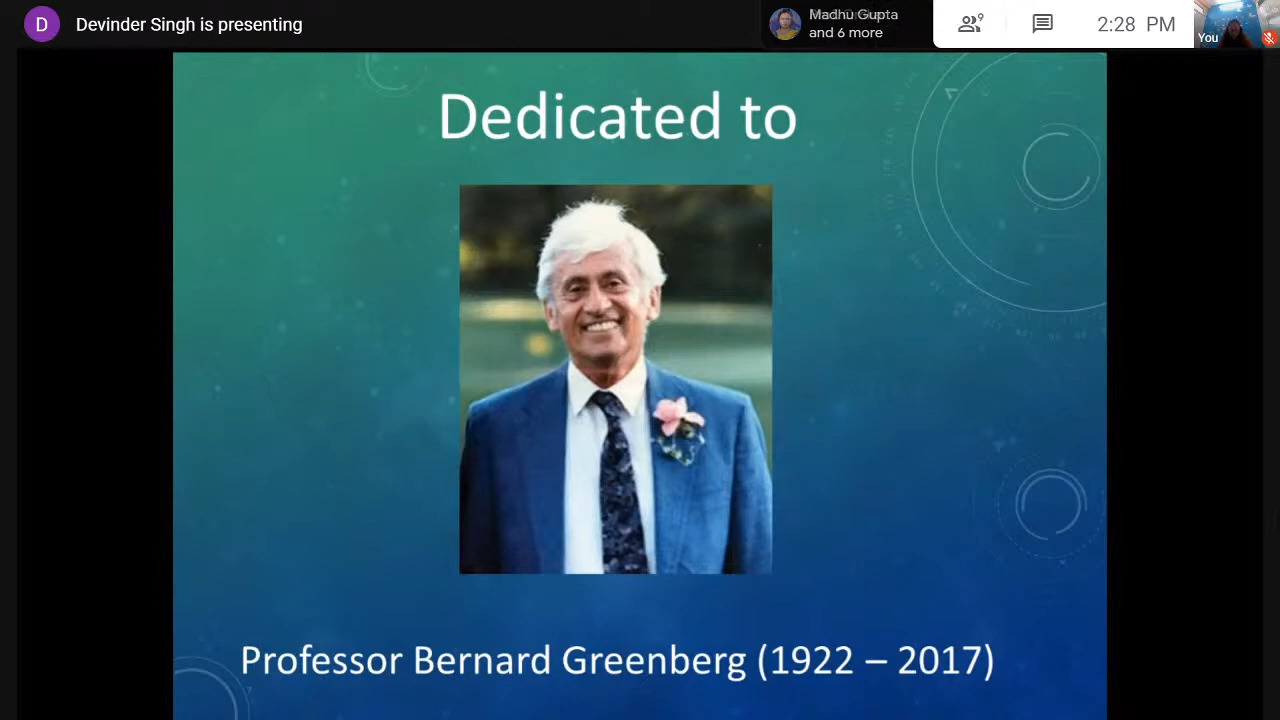 D
Devinder Singh is presenting
Madhu Gupta
and 6 more
9
2:28 PM
You
Dedicated to
Professor Bernard Greenberg (1922 – 2017)